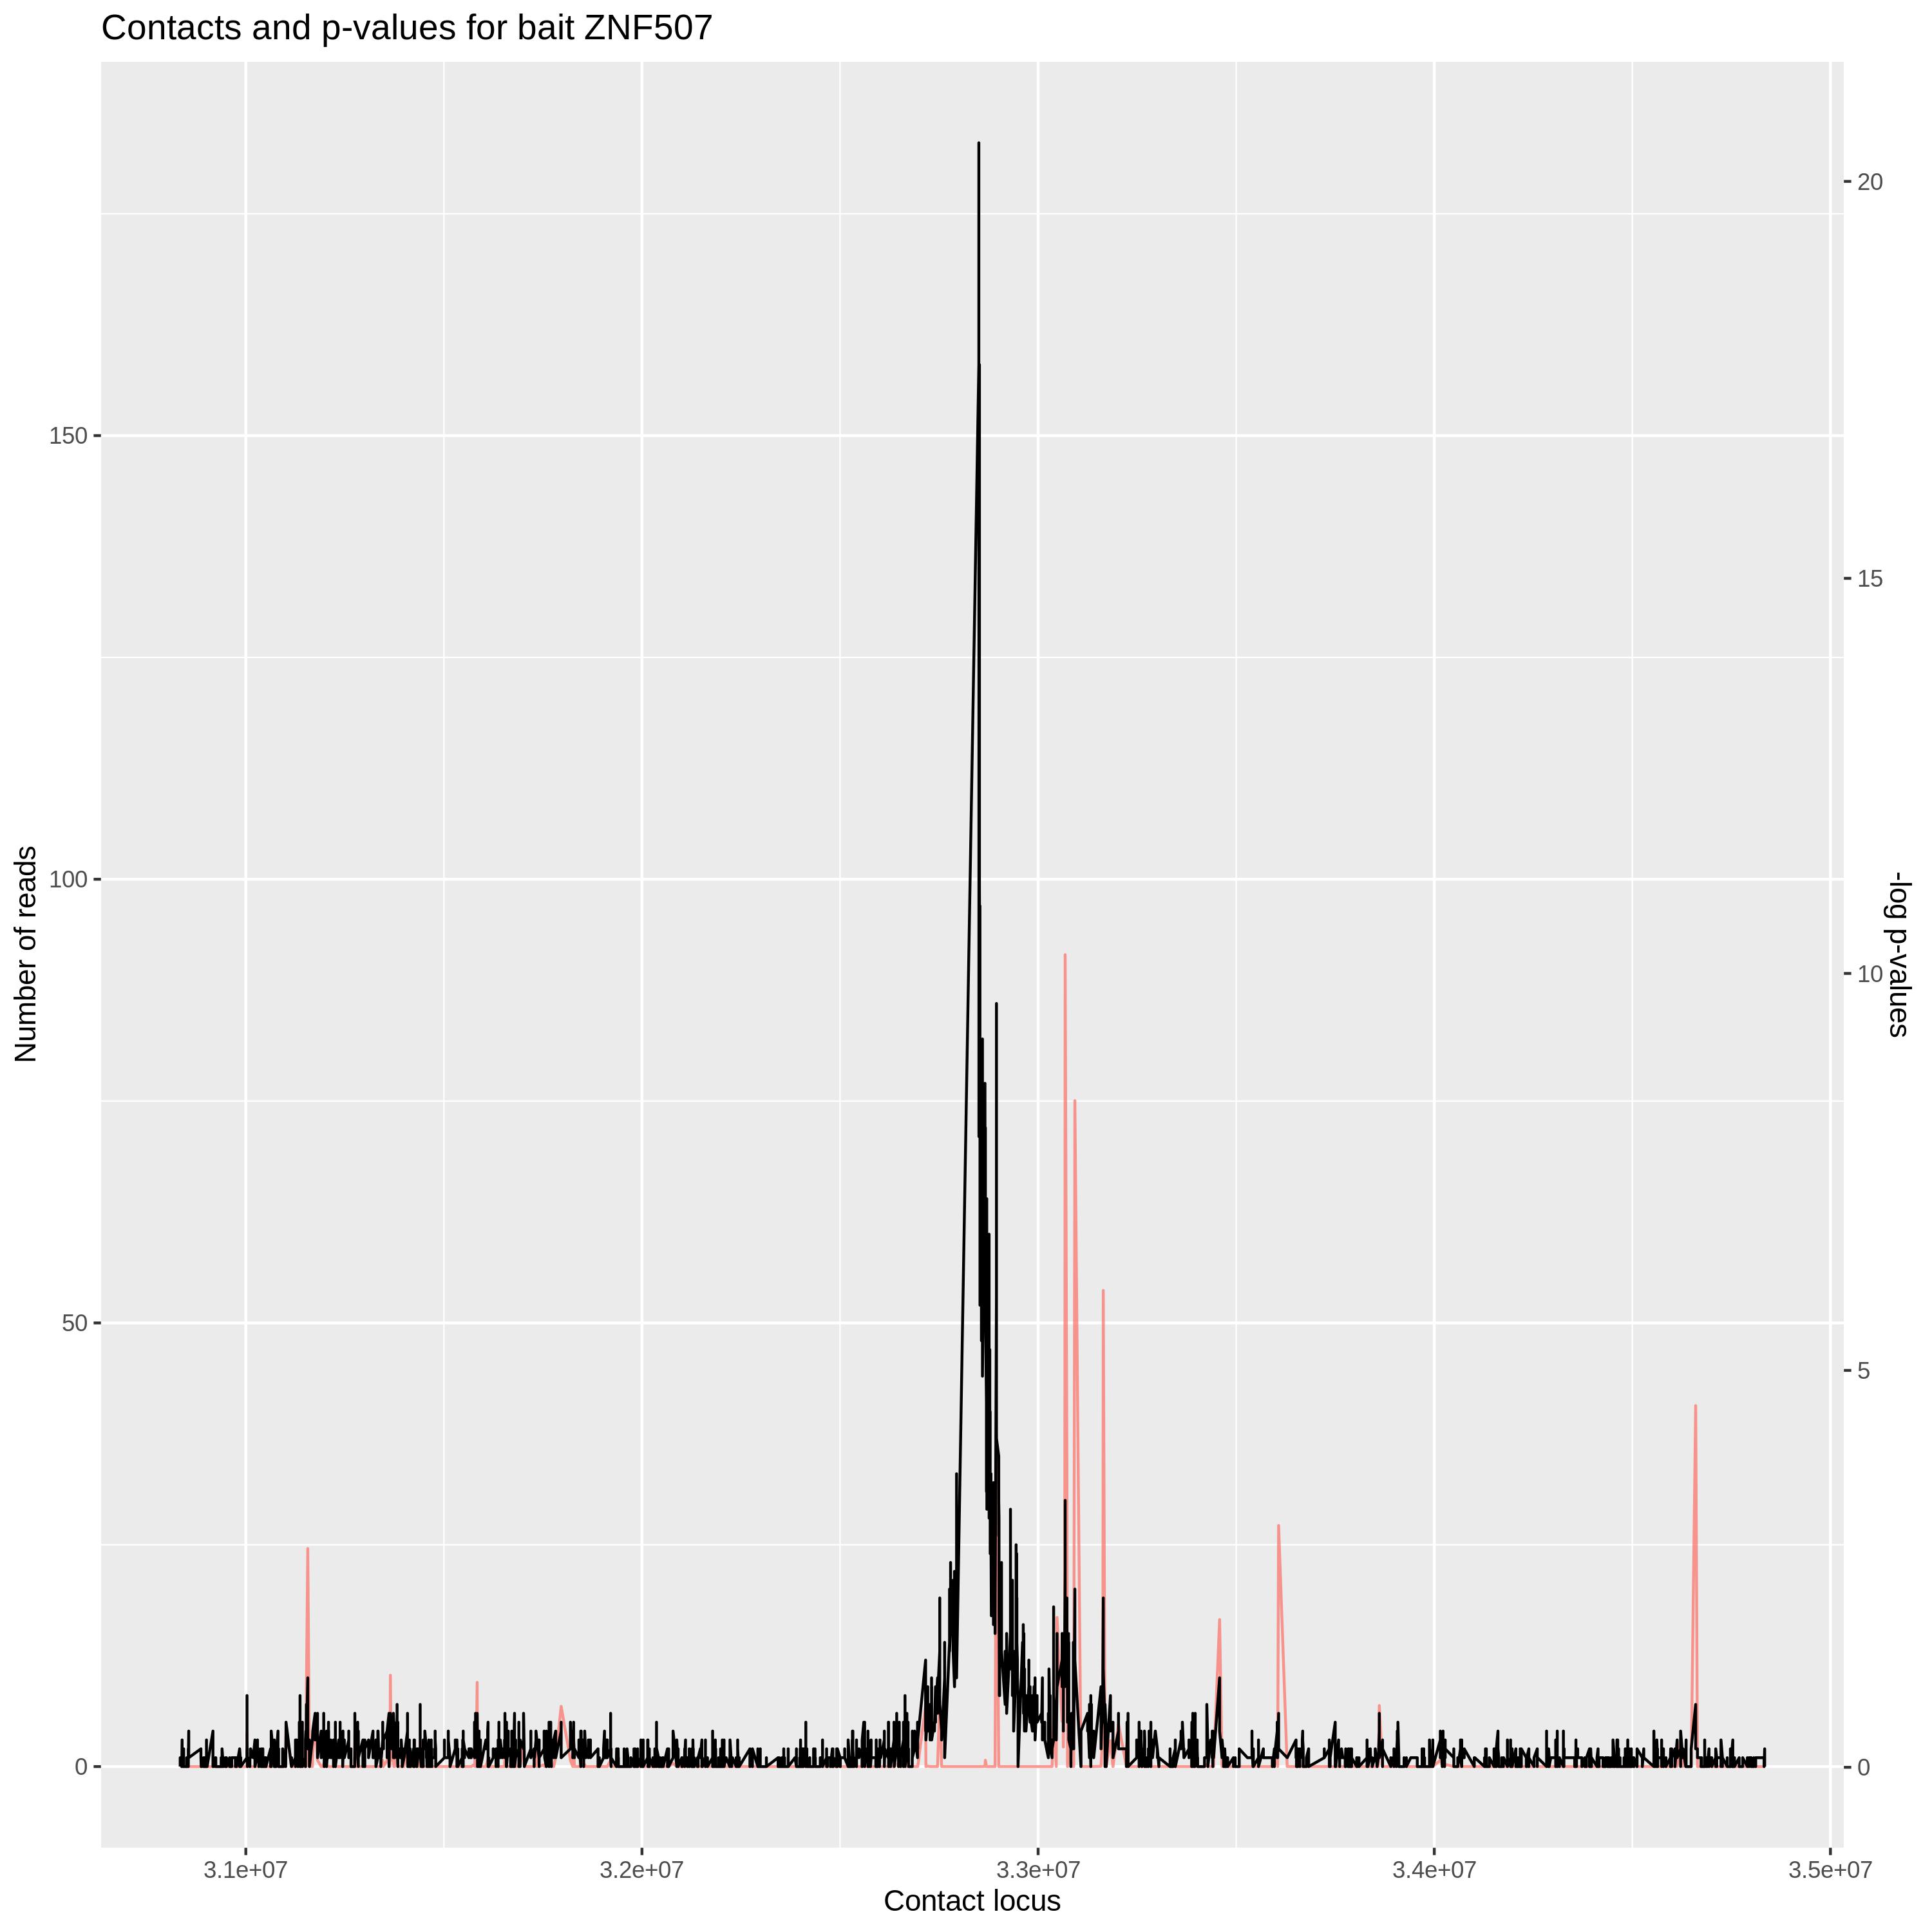 Contacts and p-values for bait ZNF507
Number of reads
150
100
50
0
20
15
10
5
0
-log p-values
3.1e+07 3.2e+07 3.3e+07 3.4e+07 3.5e+07
Contact locus